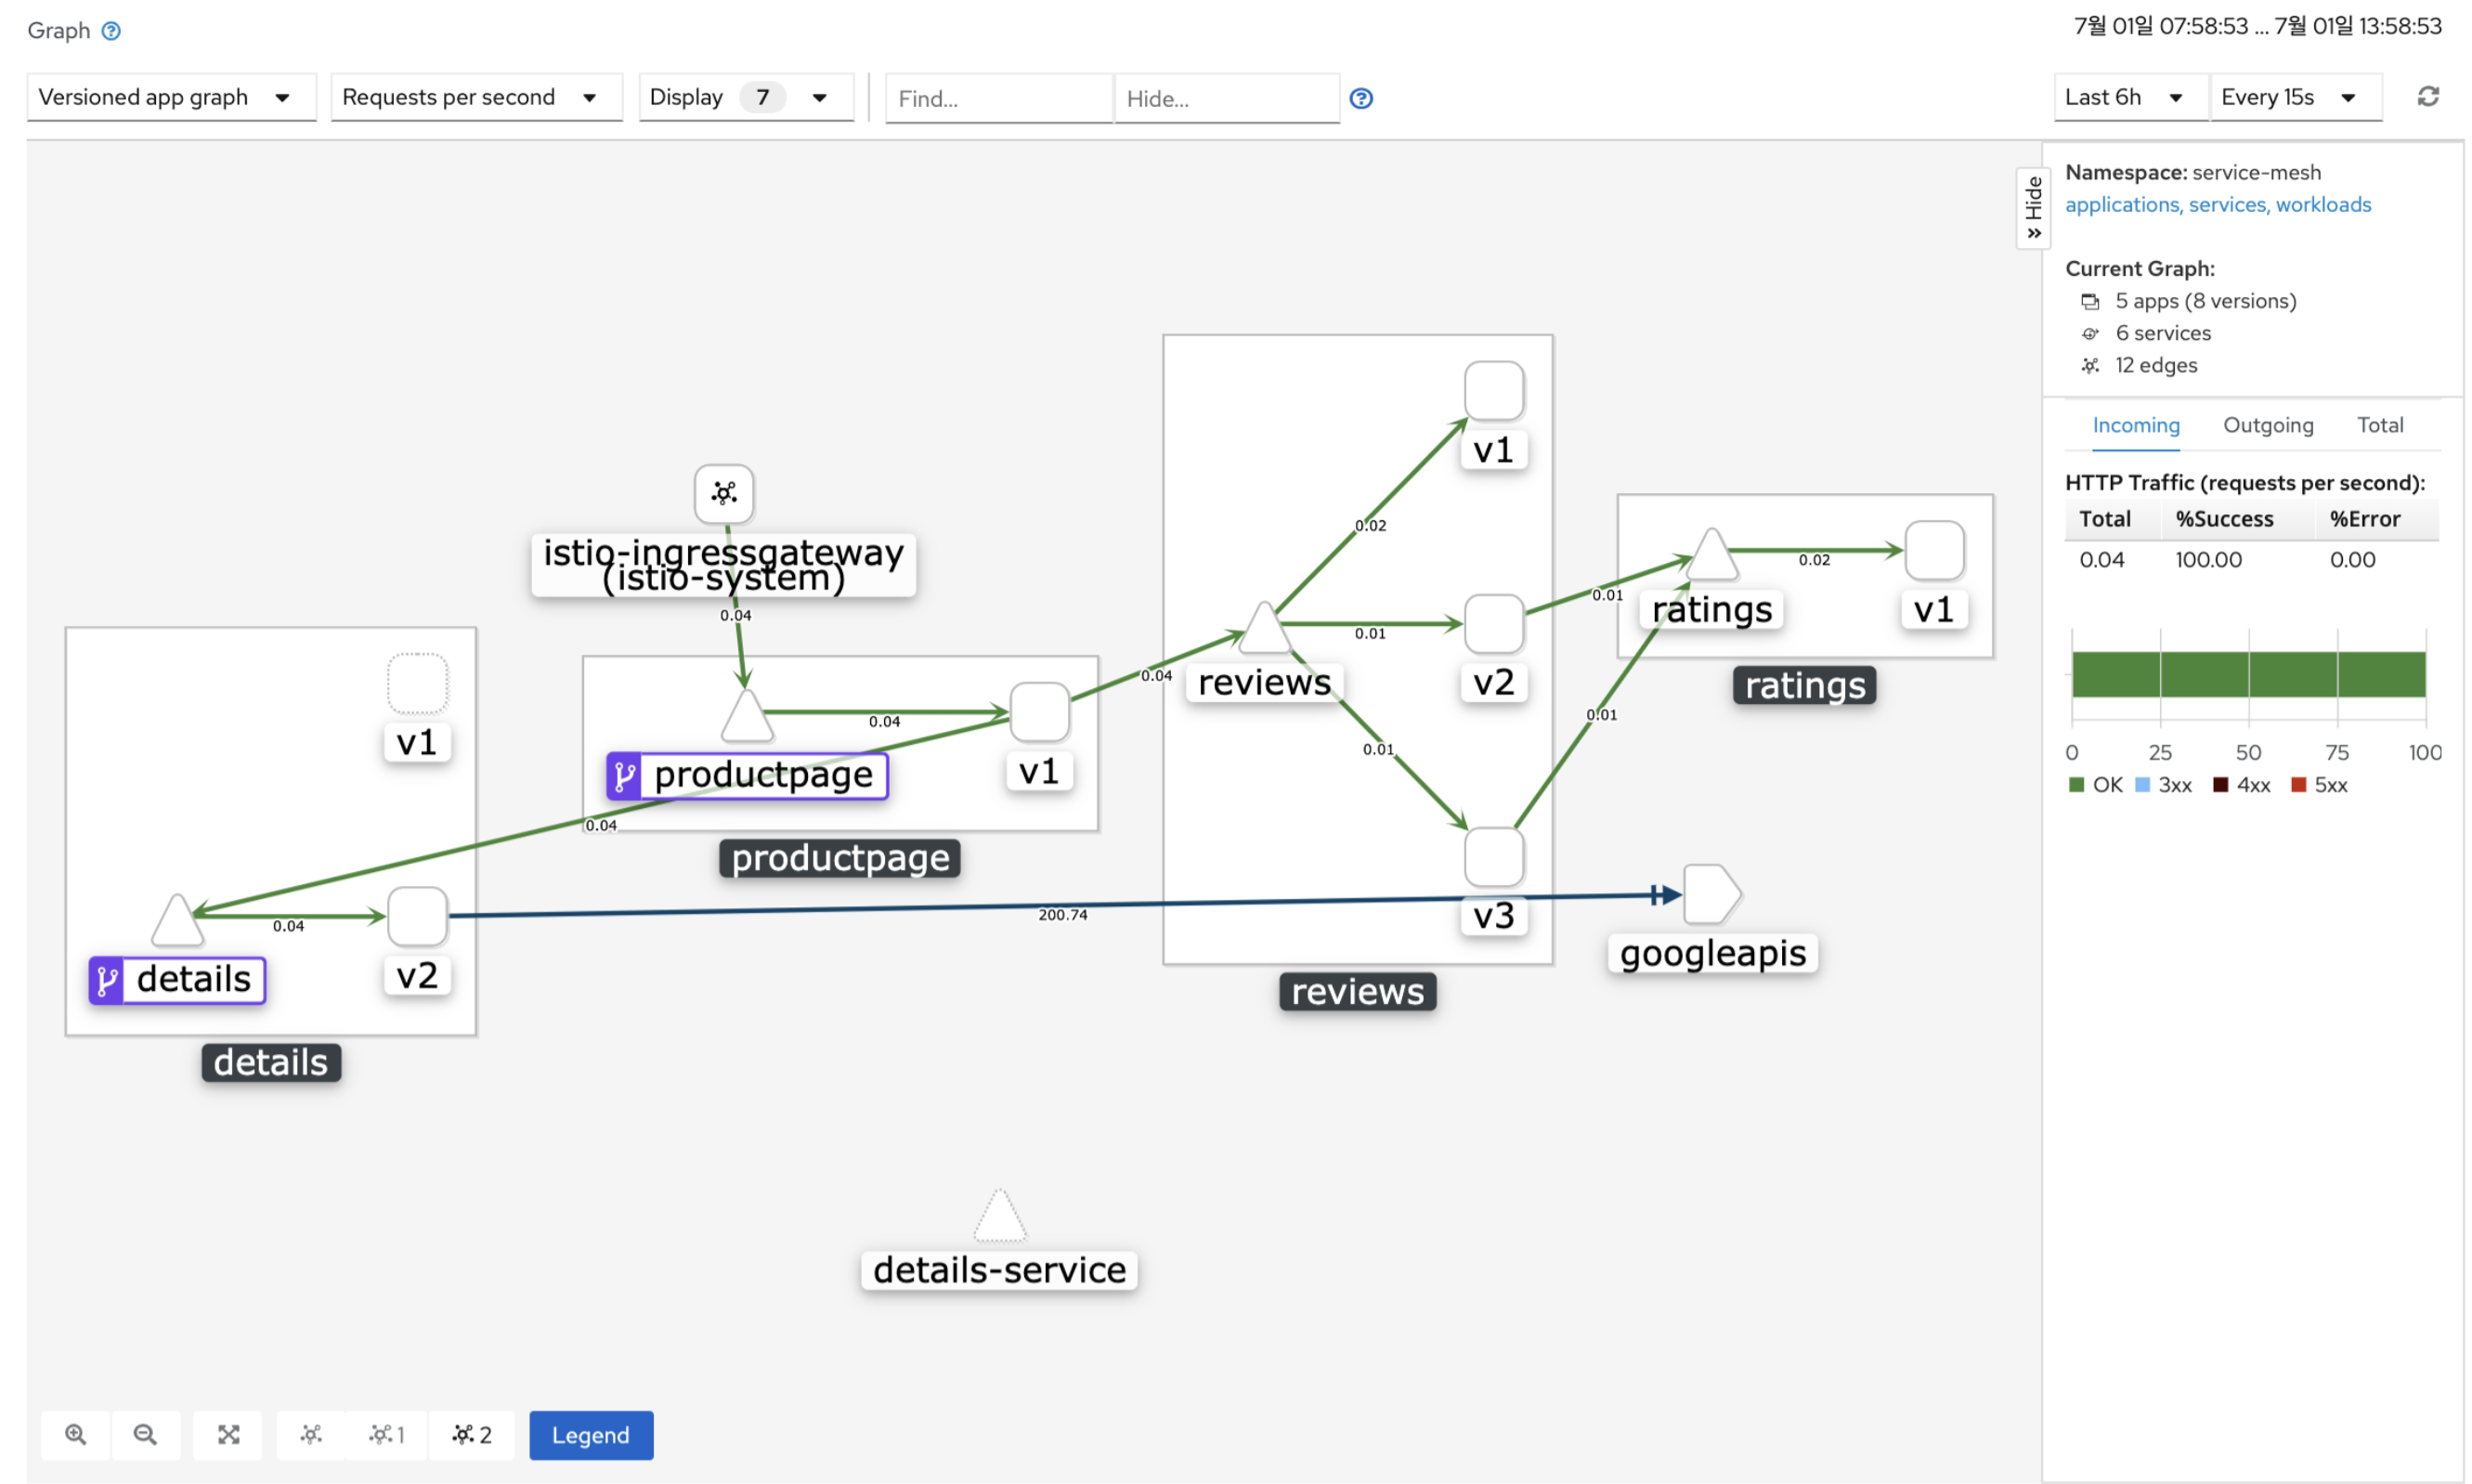 Graph
7월 01일 07:58:53 ... 7월 01일 13:58:53
Versioned app graph
Requests per second
Display 7
Find...
Hide...
Last 6h
Every 15s
Hide
Namespace: service-mesh
applications, services, workloads
Current Graph:
5 apps (8 versions)
6 services
12 edges
Incoming
Outgoing
Total
HTTP Traffic (requests per second):
Total %Success %Error
0.04 100.00 0.00
0 25 50 75 100
OK 3xx 4xx 5xx
v1
0.02
istio-ingressgateway
(istio-system)
0.04
0.02
0.01
ratings
v1
0.01
ratings
v1
0.04
reviews
v2
0.04
v1
productpage
0.01
0.01
0.04
productpage
v1
0.04
details
v2
200.74
v3
googleapis
reviews
details
details-service
1
2
Legend